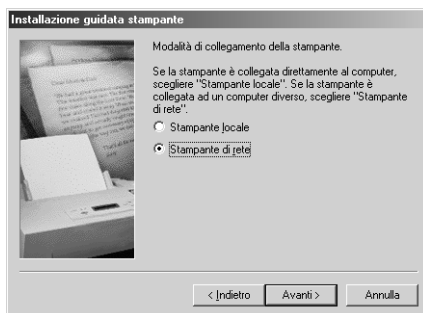 Installazione guidata stampante
Modalità di collegamento della stampante.
Se la stampante è collegata direttamente al computer,
scegliere "Stampante locale". Se la stampante è
collegata ad un computer diverso, scegliere "Stampante
di rete".
Stampante locale
Stampante di rete
< Indietro
Avanti >
Annulla